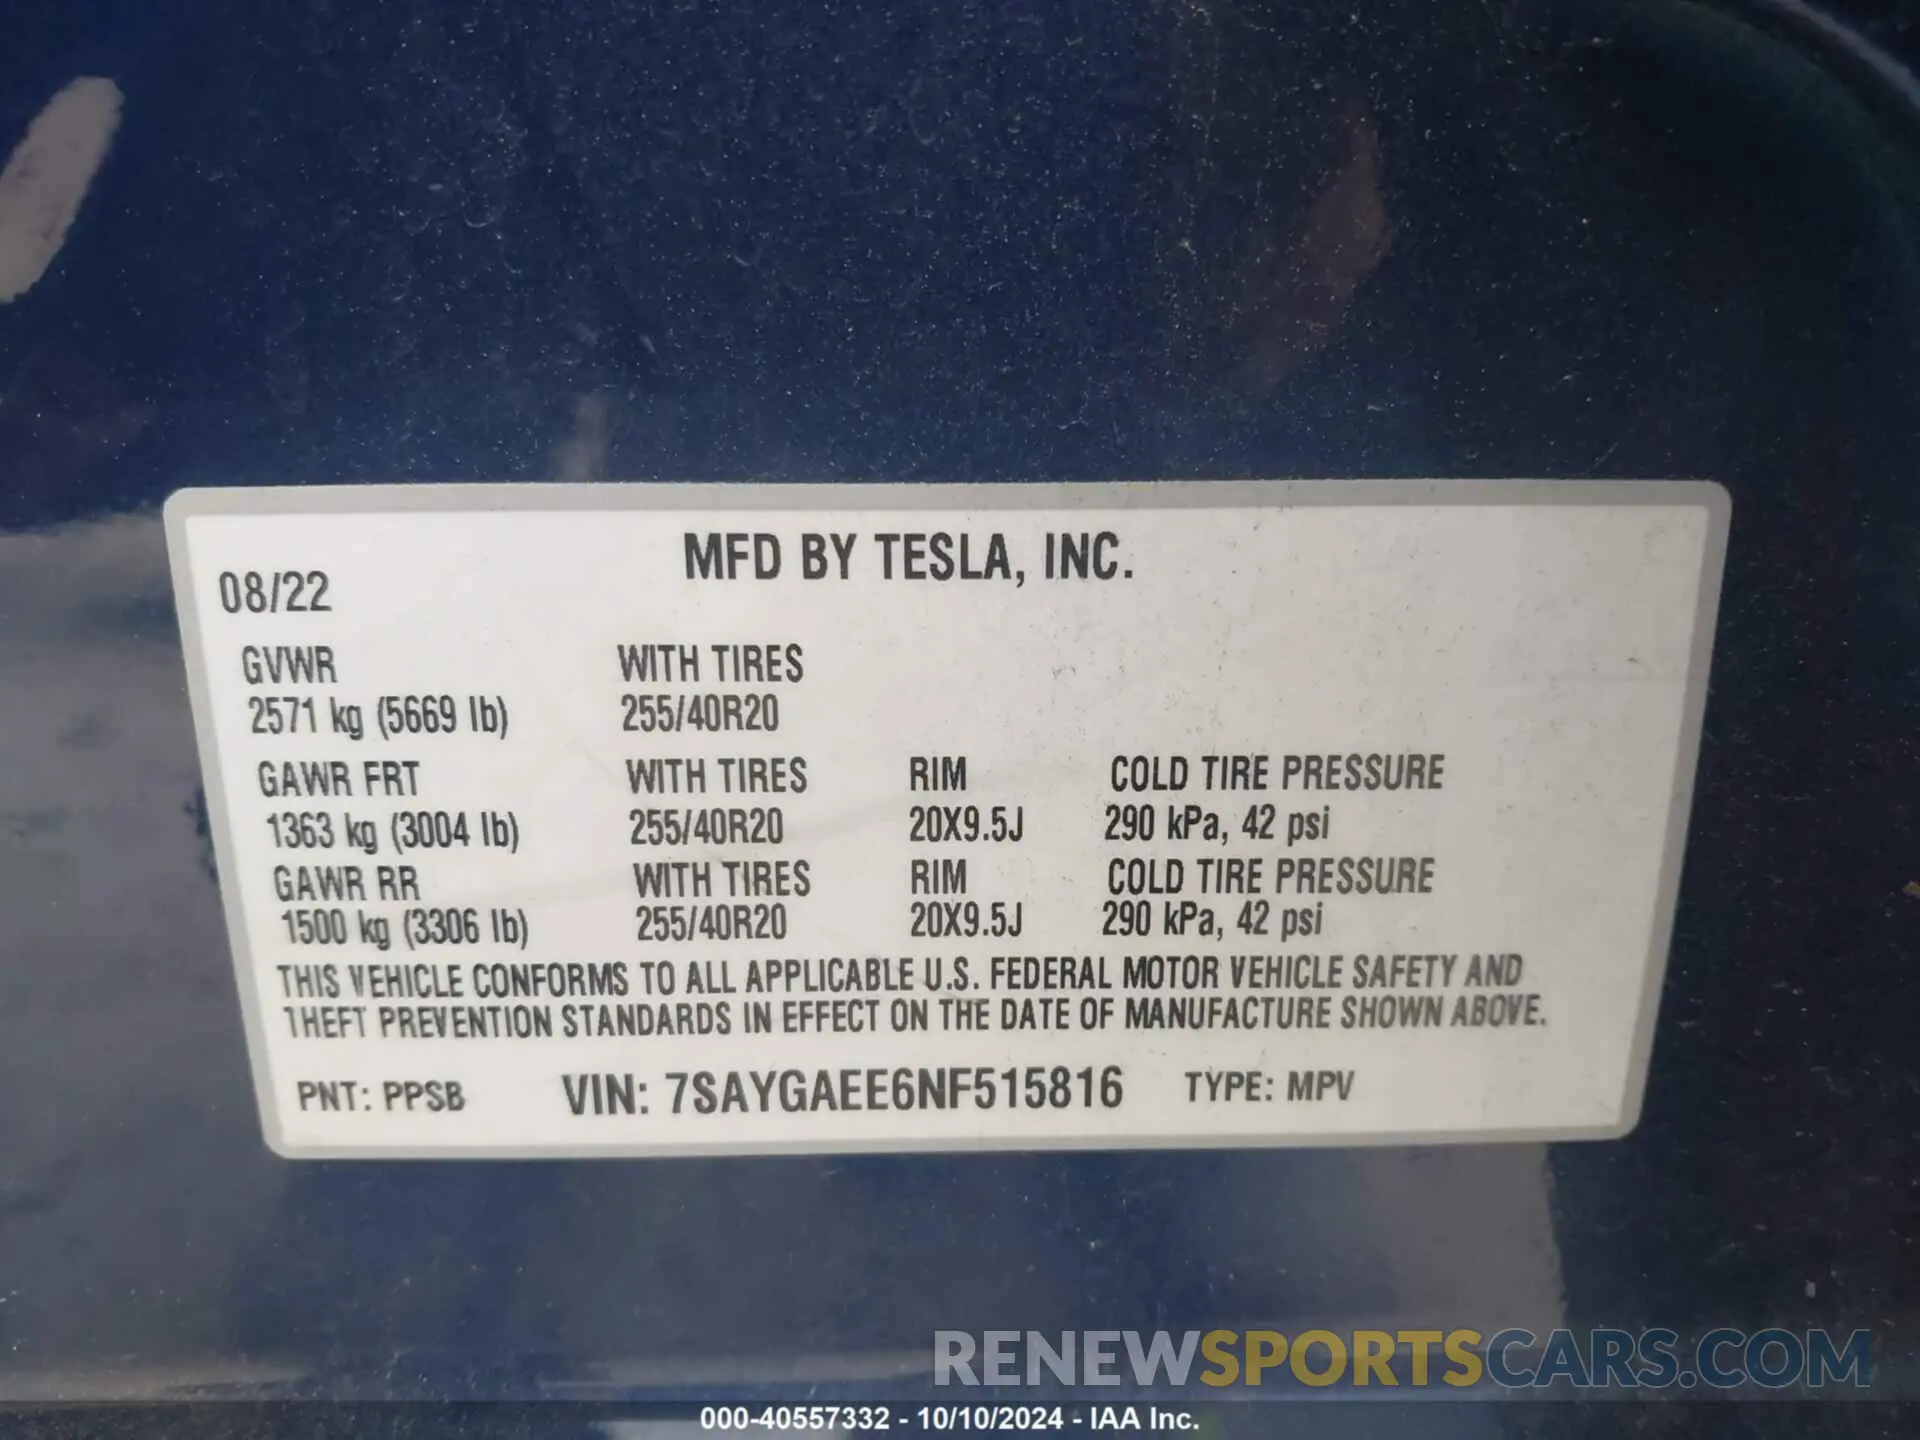 MFD BY TESLA, INC.
08/22
GVWR WITH TIRES
2571 kg (5669 lb) 255/40R20
GAWR FRT WITH TIRES RIM COLD TIRE PRESSURE
1363 kg (3004 lb) 255/40R20 20X9.5J 290 kPa, 42 psi
GAWR RR WITH TIRES RIM COLD TIRE PRESSURE
1500 kg (3306 lb) 255/40R20 20X9.5J 290 kPa, 42 psi
THIS VEHICLE CONFORMS TO ALL APPLICABLE U.S. FEDERAL MOTOR VEHICLE SAFETY AND
THEFT PREVENTION STANDARDS IN EFFECT ON THE DATE OF MANUFACTURE SHOWN ABOVE.
PNT: PPSB VIN: 7SAYGAEE6NF515816 TYPE: MPV
RENEWSPORTSCARS.COM
000-40557332 - 10/10/2024 - IAA Inc.